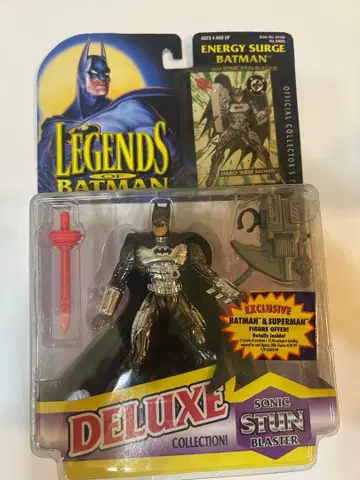 AGES 4 AND UP
ENERGY SURGE
BATMAN™
LEGENDS
OF
BATMAN
ENERGY SURGE BATMAN
OFFICIAL COLLECTOR'S
EXCLUSIVE
BATMAN & SUPERMAN
FIGURE OFFER!
Details Inside!
DELUXE
COLLECTION!
SONIC
STUN
BLASTER